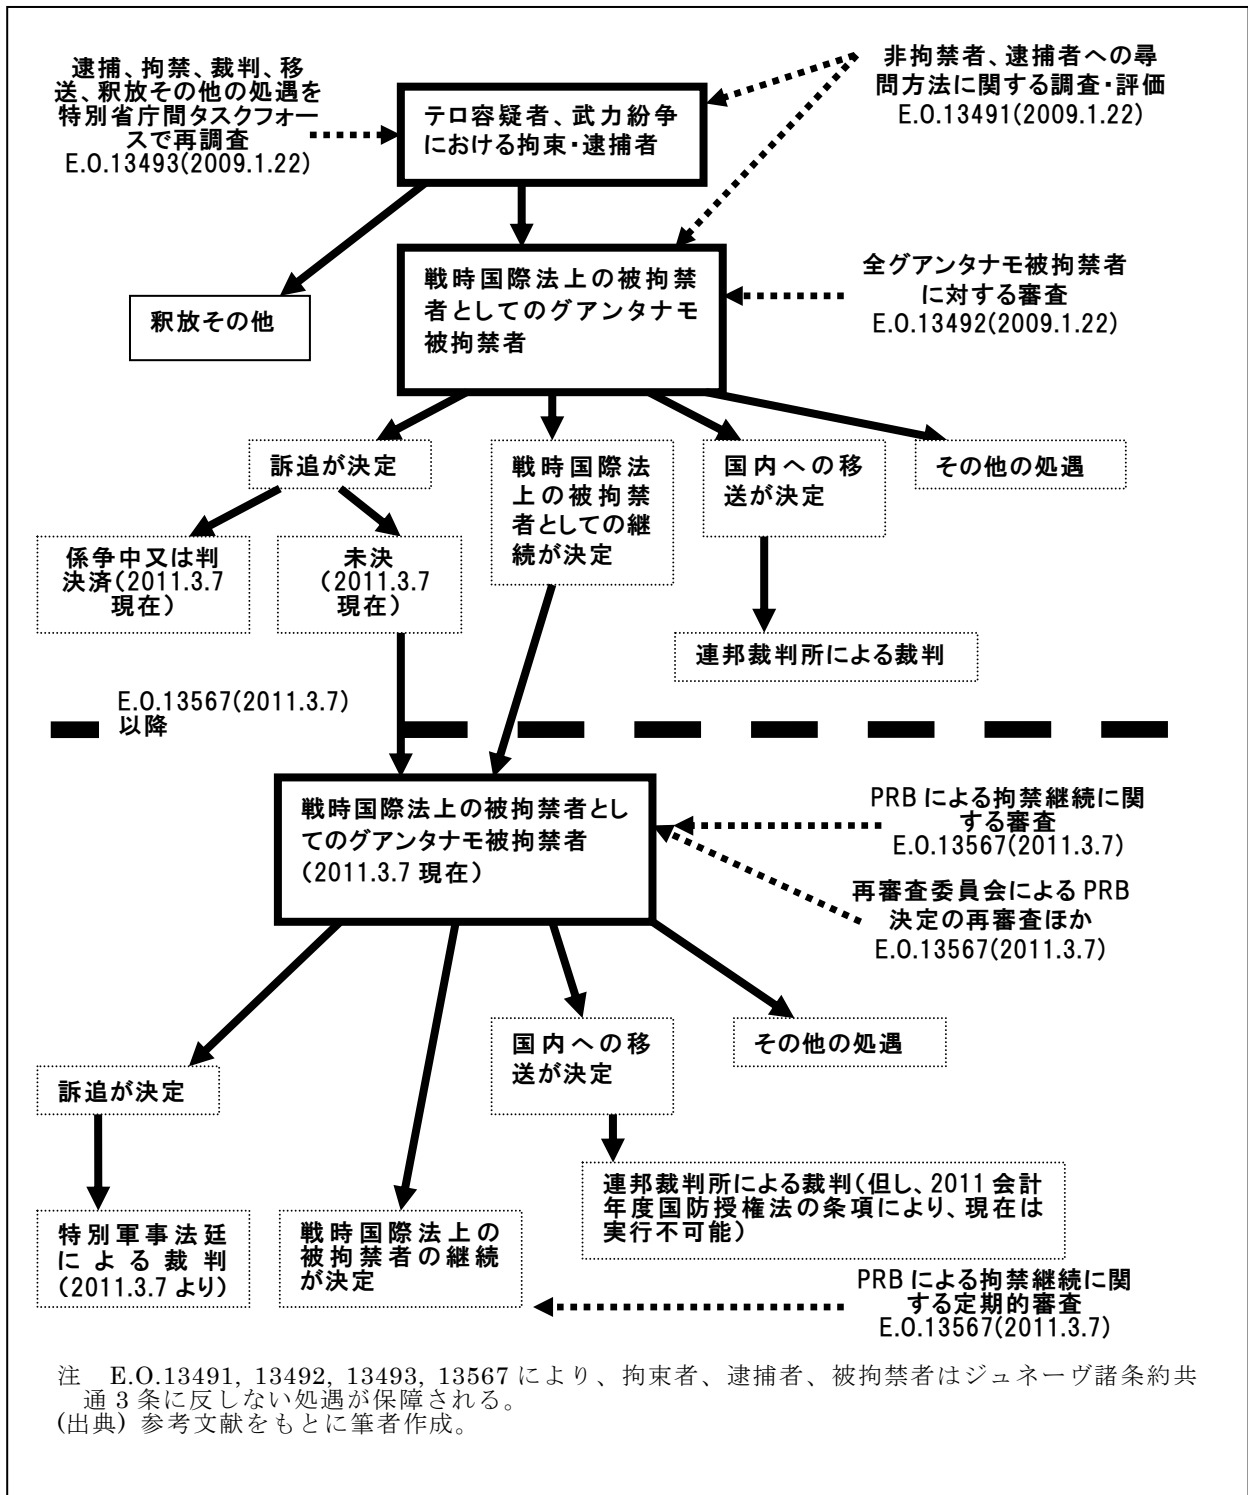 逮捕、拘禁、裁判、移
送、釈放その他の処遇を
特別省庁間タスクフォー
スで再調査
E.O.13493(2009.1.22)
テロ容疑者、武力紛争
における拘束・逮捕者
非拘禁者、逮捕者への尋
問方法に関する調査・評価
E.O.13491(2009.1.22)
釈放その他
戦時国際法上の被拘禁
者としてのグアンタナモ
被拘禁者
全グアンタナモ被拘禁者
に対する審査
E.O.13492(2009.1.22)
訴追が決定
戦時国際法
上の被拘禁
者としての継
続が決定
国内への移
送が決定
その他の処遇
係争中又は判
決済(2011.3.7
現在)
未決
(2011.3.7
現在)
連邦裁判所による裁判
E.O.13567(2011.3.7)
以降
戦時国際法上の被拘禁者とし
てのグアンタナモ被拘禁者
(2011.3.7 現在)
PRB による拘禁継続に関
する審査
E.O.13567(2011.3.7)
再審査委員会による PRB
決定の再審査ほか
E.O.13567(2011.3.7)
訴追が決定
国内への移
送が決定
その他の処遇
特別軍事法廷
による裁判
(2011.3.7 より)
戦時国際法上の
被拘禁者の継続
が決定
連邦裁判所による裁判(但し、2011 会計
年度国防授権法の条項により、現在は
実行不可能)
PRB による拘禁継続に関
する定期的審査
E.O.13567(2011.3.7)
注　E.O.13491, 13492, 13493, 13567 により、拘束者、逮捕者、被拘禁者はジュネーヴ諸条約共
通 3 条に反しない処遇が保障される。
(出典) 参考文献をもとに筆者作成。